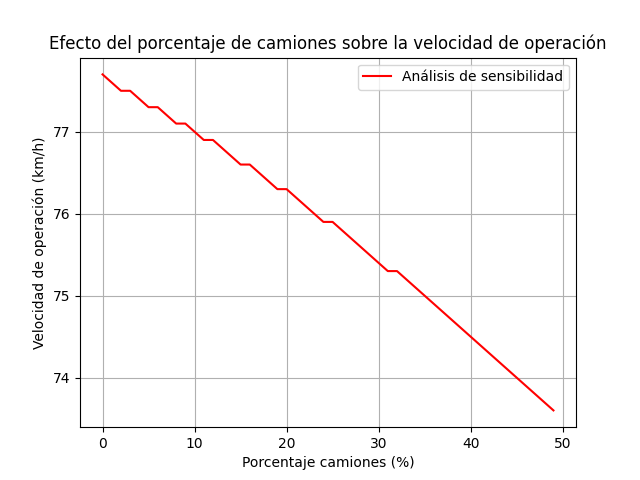 Efecto del porcentaje de camiones sobre la velocidad de operación
Análisis de sensibilidad
Velocidad de operación (km/h)
77
76
75
74
0 10 20 30 40 50
Porcentaje camiones (%)